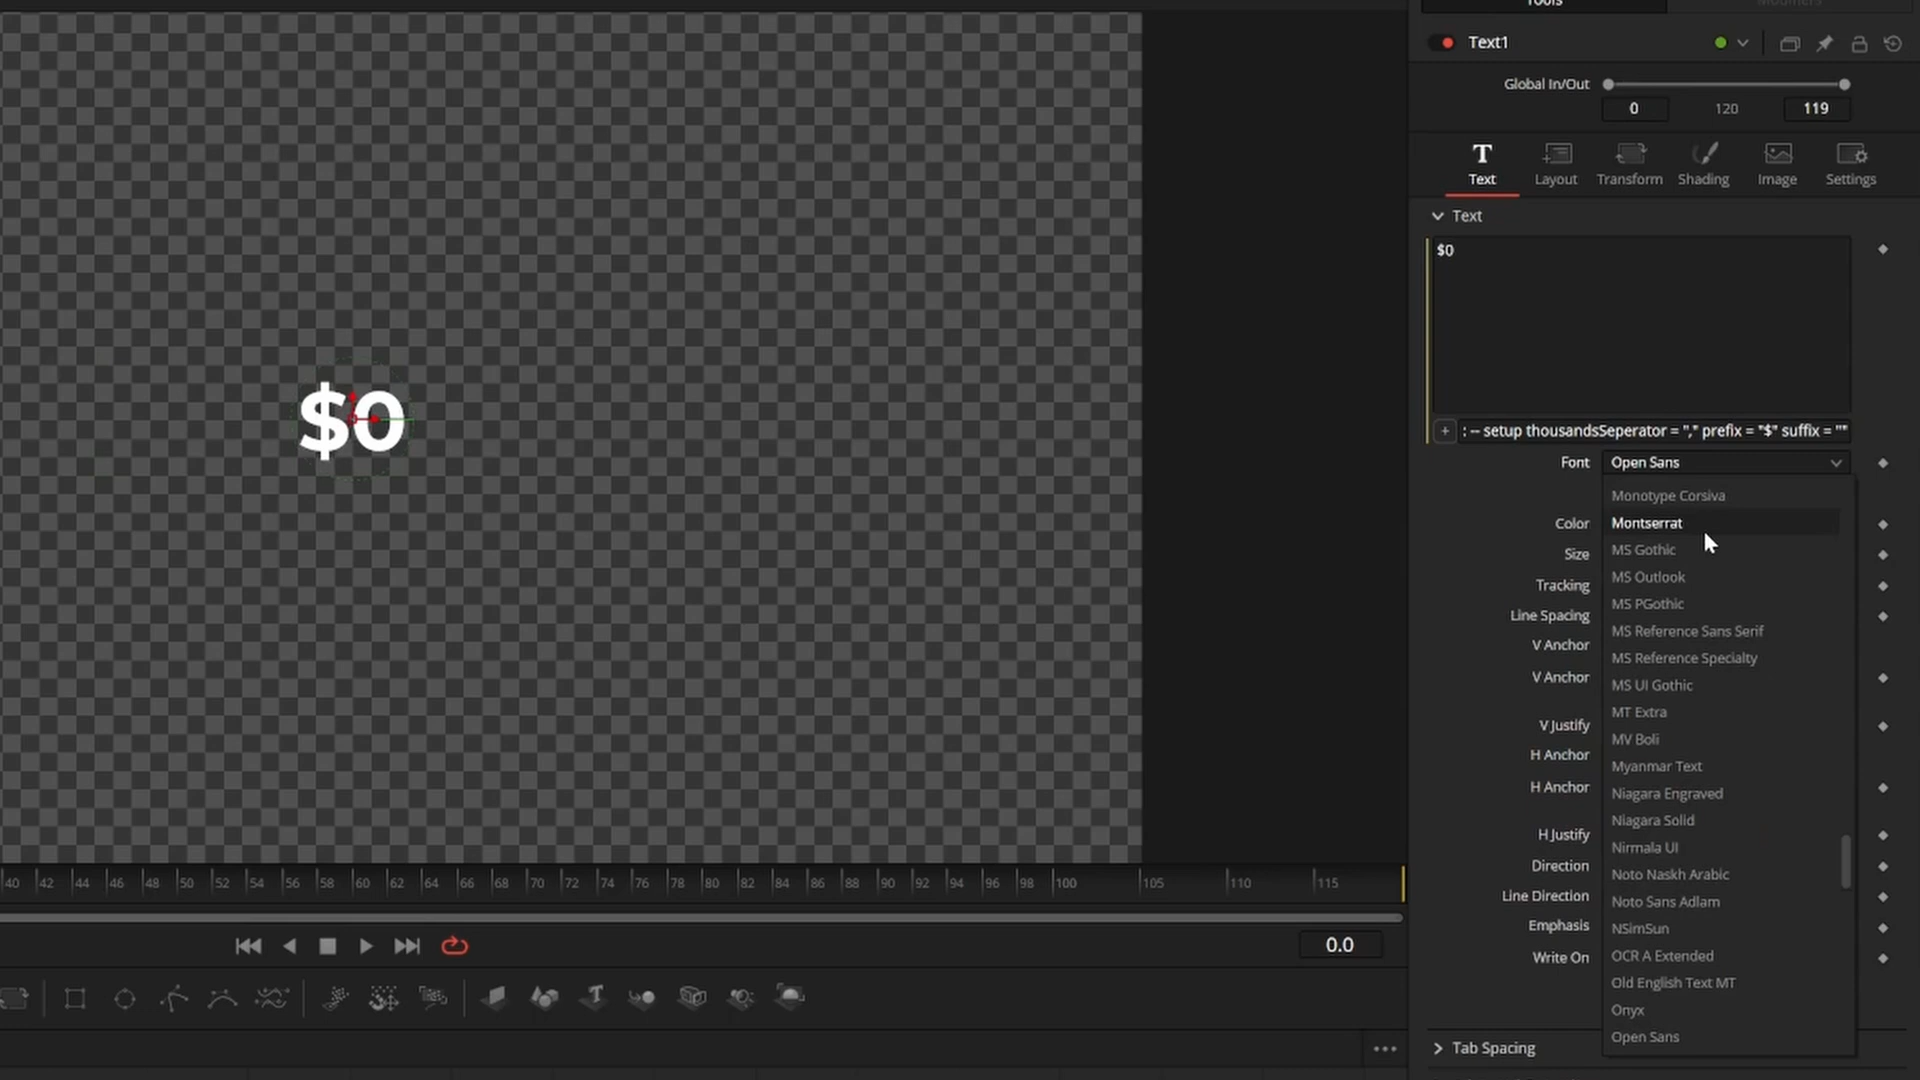 Tools
Modifiers
Text1
Global In/Out
0 120 119
T
Text Layout Transform Shading Image Settings
Text
$0
$0
: -- setup thousandsSeperator = "," prefix = "$" suffix = ""
Font Open Sans
Monotype Corsiva
Color
Montserrat
Size
MS Gothic
Tracking
MS Outlook
Line Spacing
MS PGothic
V Anchor
MS Reference Sans Serif
V Anchor
MS Reference Specialty
MS UI Gothic
V Justify
MT Extra
H Anchor
MV Boli
H Anchor
Myanmar Text
Niagara Engraved
H Justify
Niagara Solid
Direction
Nirmala UI
Line Direction
Noto Naskh Arabic
Emphasis
Noto Sans Adlam
Write On
NSimSun
OCR A Extended
Old English Text MT
Onyx
Open Sans
Tab Spacing
40 42 44 46 48 50 52 54 56 58 60 62 64 66 68 70 72 74 76 78 80 82 84 86 88 90 92 94 96 98 100 105 110 115
0.0